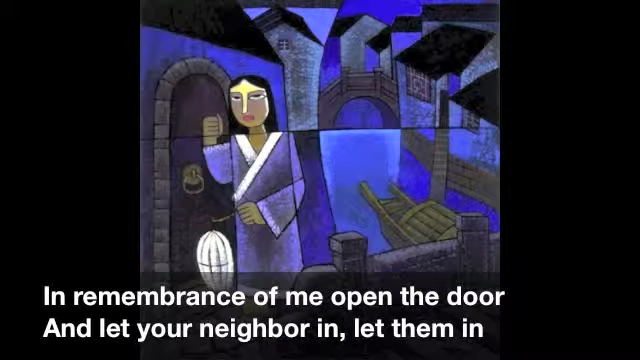 In remembrance of me open the door
And let your neighbor in, let them in